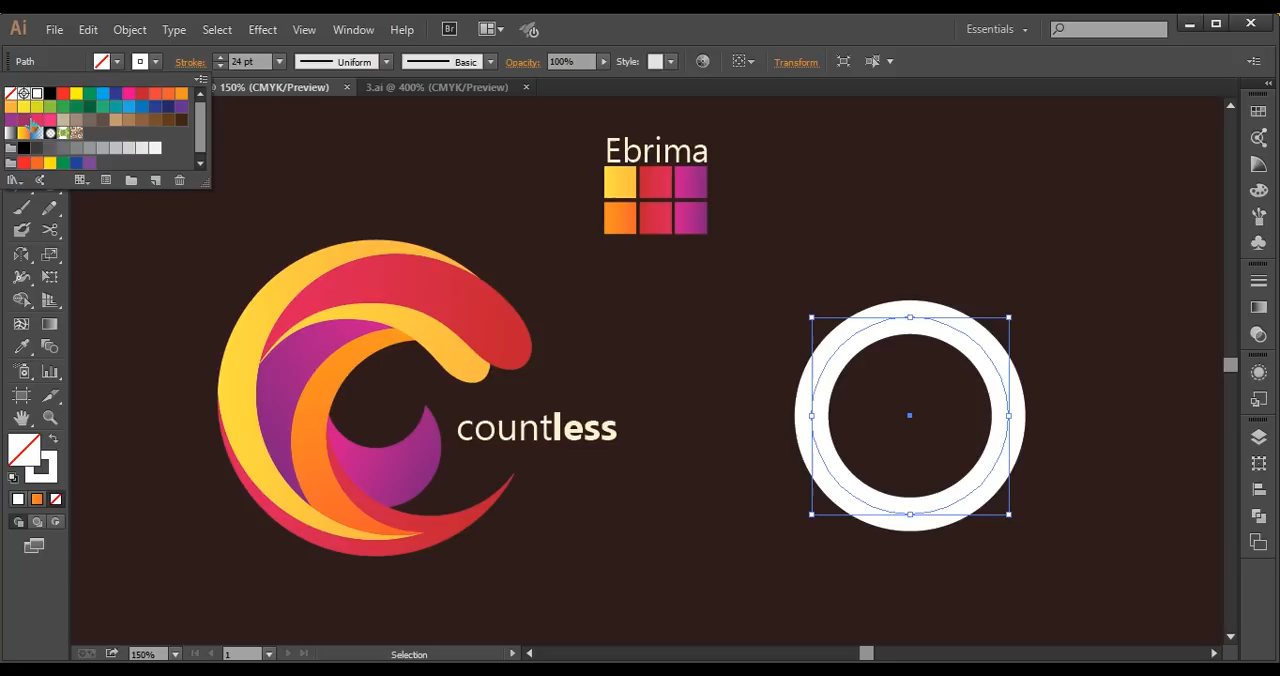 Ai File Edit Object Type Select Effect View Window Help Br Essentials
Path Stroke: 24 pt Uniform Basic Opacity: 100% Style: Transform
150% (CMYK/Preview) × 3.ai @ 400% (CMYK/Preview) ×
Ebrima
countless
150% 1 Selection